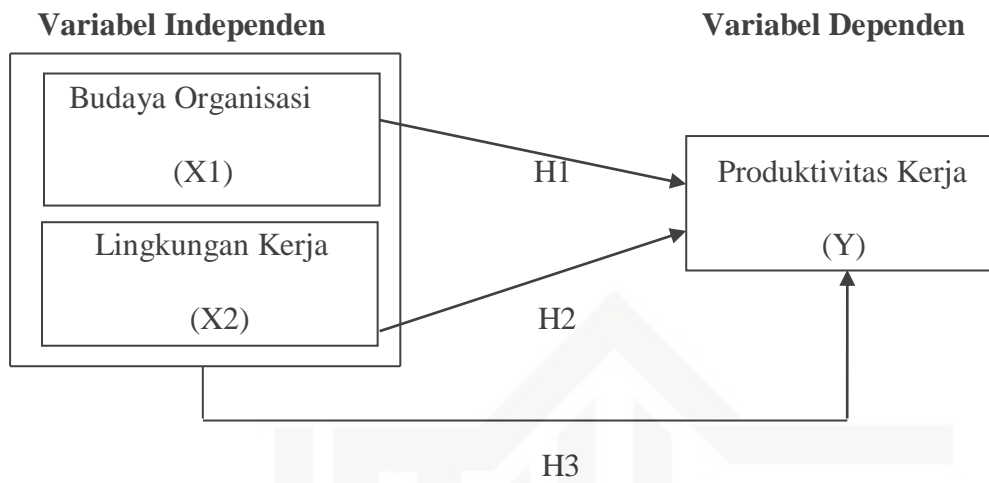 Variabel Independen
Variabel Dependen
Budaya Organisasi
(X1)
H1
Produktivitas Kerja
(Y)
Lingkungan Kerja
(X2)
H2
H3